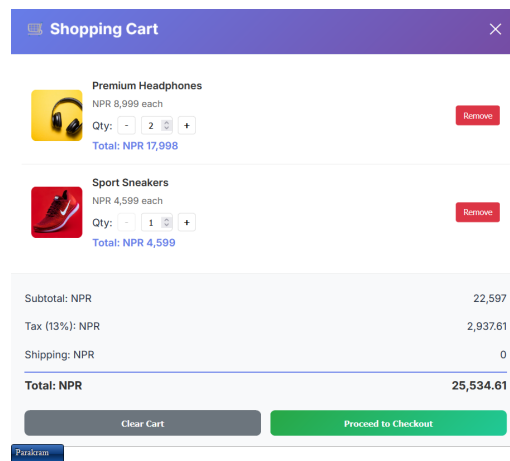 Shopping Cart
Premium Headphones
NPR 8,999 each
Qty: - 2 +
Total: NPR 17,998
Remove
Sport Sneakers
NPR 4,599 each
Qty: - 1 +
Total: NPR 4,599
Remove
Subtotal: NPR 22,597
Tax (13%): NPR 2,937.61
Shipping: NPR 0
Total: NPR 25,534.61
Clear Cart Proceed to Checkout
Parakram